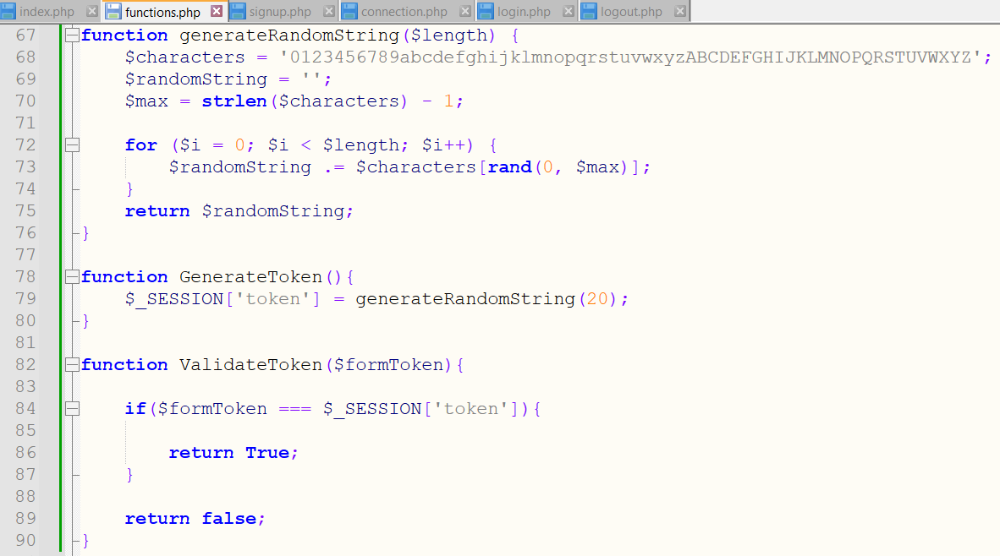 index.php functions.php signup.php connection.php login.php logout.php
67 function generateRandomString($length) {
68 $characters = '0123456789abcdefghijklmnopqrstuvwxyzABCDEFGHIJKLMNOPQRSTUVWXYZ';
69 $randomString = '';
70 $max = strlen($characters) - 1;
71
72 for ($i = 0; $i < $length; $i++) {
73 $randomString .= $characters[rand(0, $max)];
74 }
75 return $randomString;
76 }
77
78 function GenerateToken(){
79 $_SESSION['token'] = generateRandomString(20);
80 }
81
82 function ValidateToken($formToken){
83
84 if($formToken === $_SESSION['token']){
85
86 return True;
87 }
88
89 return false;
90 }